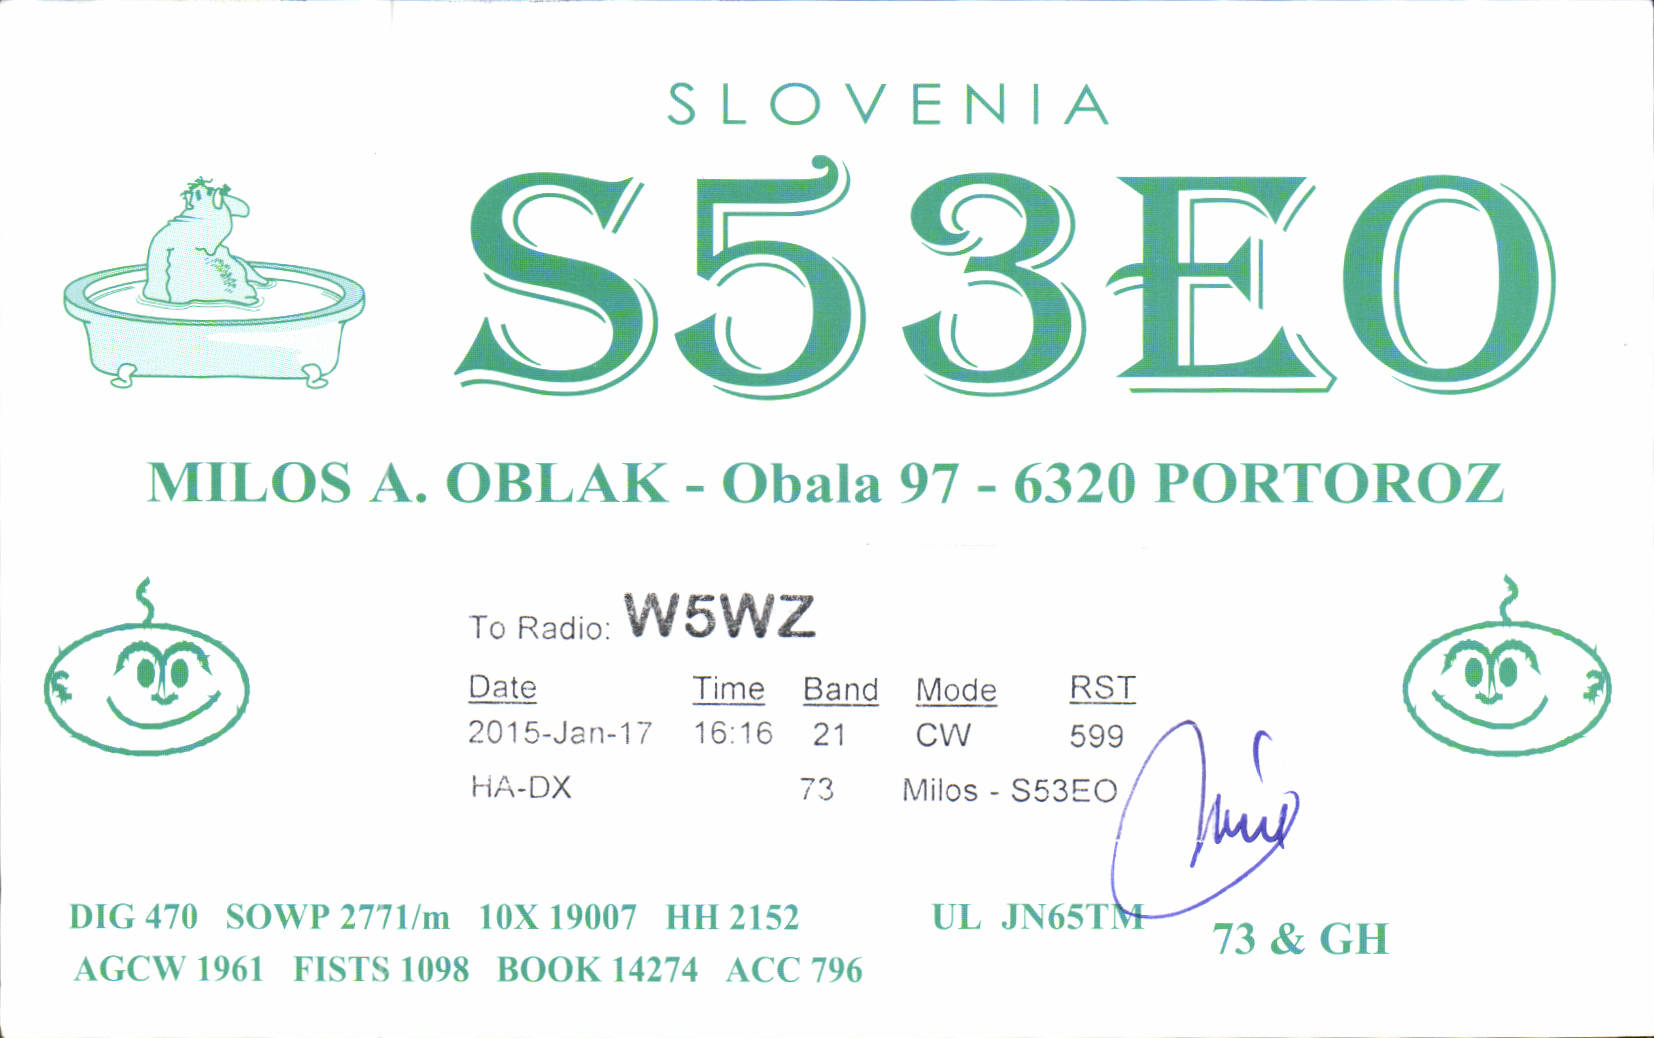 SLOVENIA
S53EO
MILOS A. OBLAK - Obala 97 - 6320 PORTOROZ
To Radio: W5WZ
Date Time Band Mode RST
2015-Jan-17 16:16 21 CW 599
HA-DX 73 Milos - S53EO
DIG 470 SOWP 2771/m 10X 19007 HH 2152 UL JN65TM
AGCW 1961 FISTS 1098 BOOK 14274 ACC 796
73 & GH